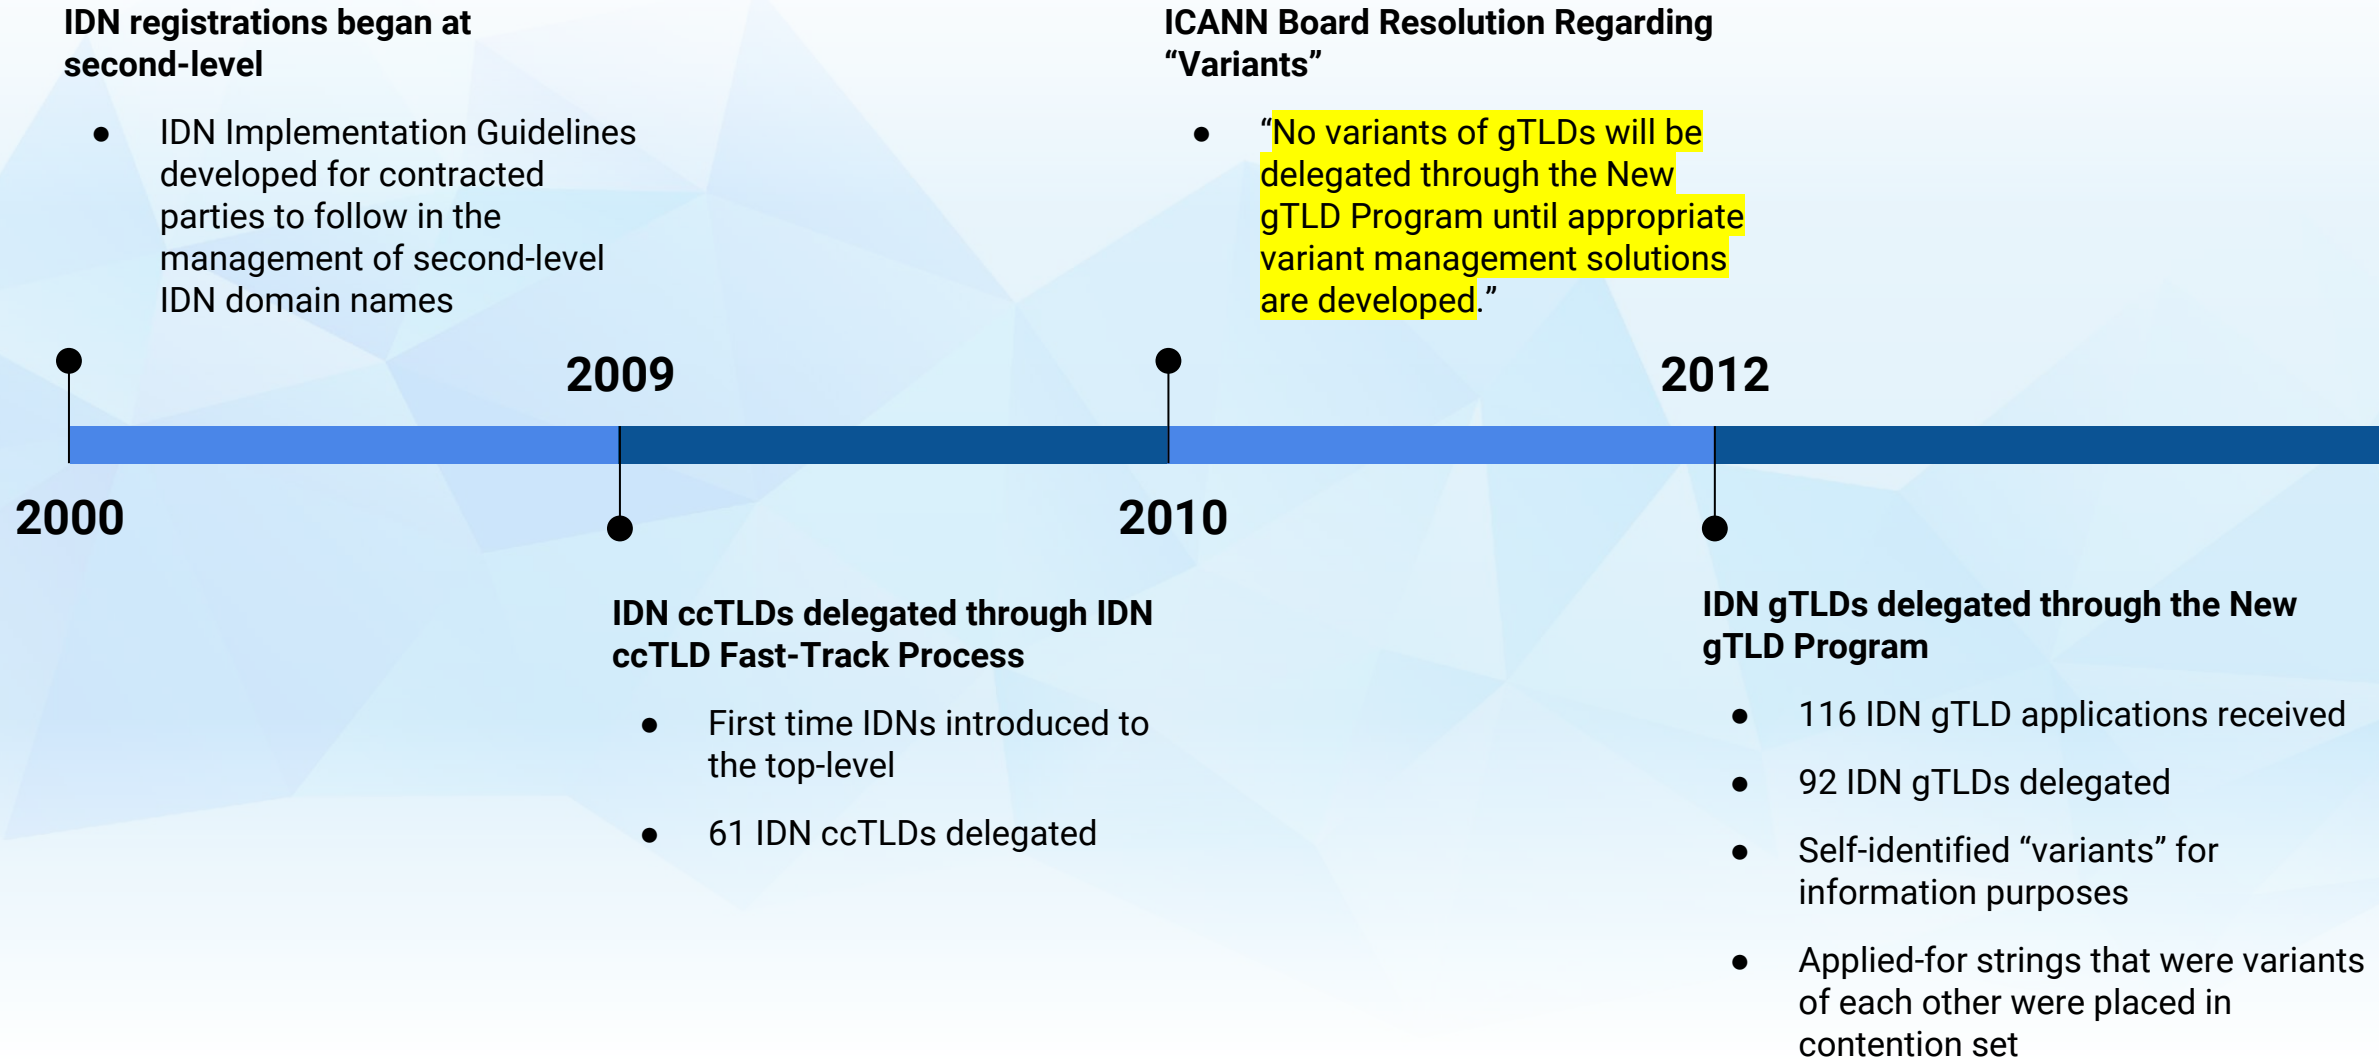 IDN registrations began at
second-level
● IDN Implementation Guidelines
developed for contracted
parties to follow in the
management of second-level
IDN domain names
2000
2009
IDN ccTLDs delegated through IDN
ccTLD Fast-Track Process
● First time IDNs introduced to
the top-level
● 61 IDN ccTLDs delegated
ICANN Board Resolution Regarding
“Variants”
● “No variants of gTLDs will be
delegated through the New
gTLD Program until appropriate
variant management solutions
are developed.”
2010
2012
IDN gTLDs delegated through the New
gTLD Program
● 116 IDN gTLD applications received
● 92 IDN gTLDs delegated
● Self-identified “variants” for
information purposes
● Applied-for strings that were variants
of each other were placed in
contention set